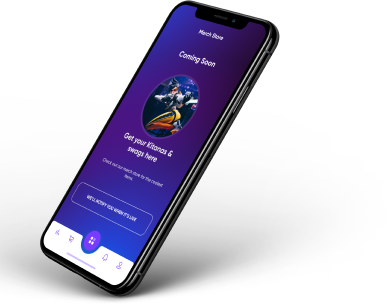 Merch Store
Coming Soon
Get your Kitonas &
swags here
Check out our merch store for the coolest
items.
WE'LL NOTIFY YOU WHEN IT'S LIVE